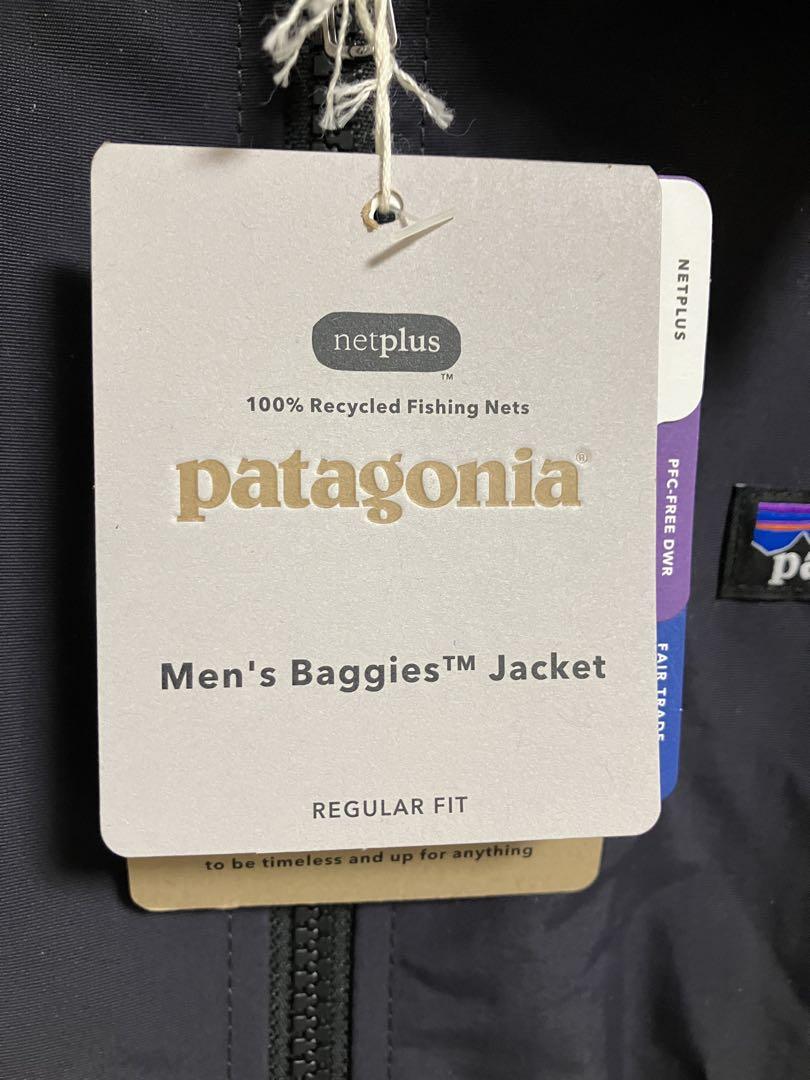 netplus
™
100% Recycled Fishing Nets
patagonia®
Men's Baggies™ Jacket
REGULAR FIT
to be timeless and up for anything
NETPLUS
PFC-FREE DWR
FAIR TRADE
pa